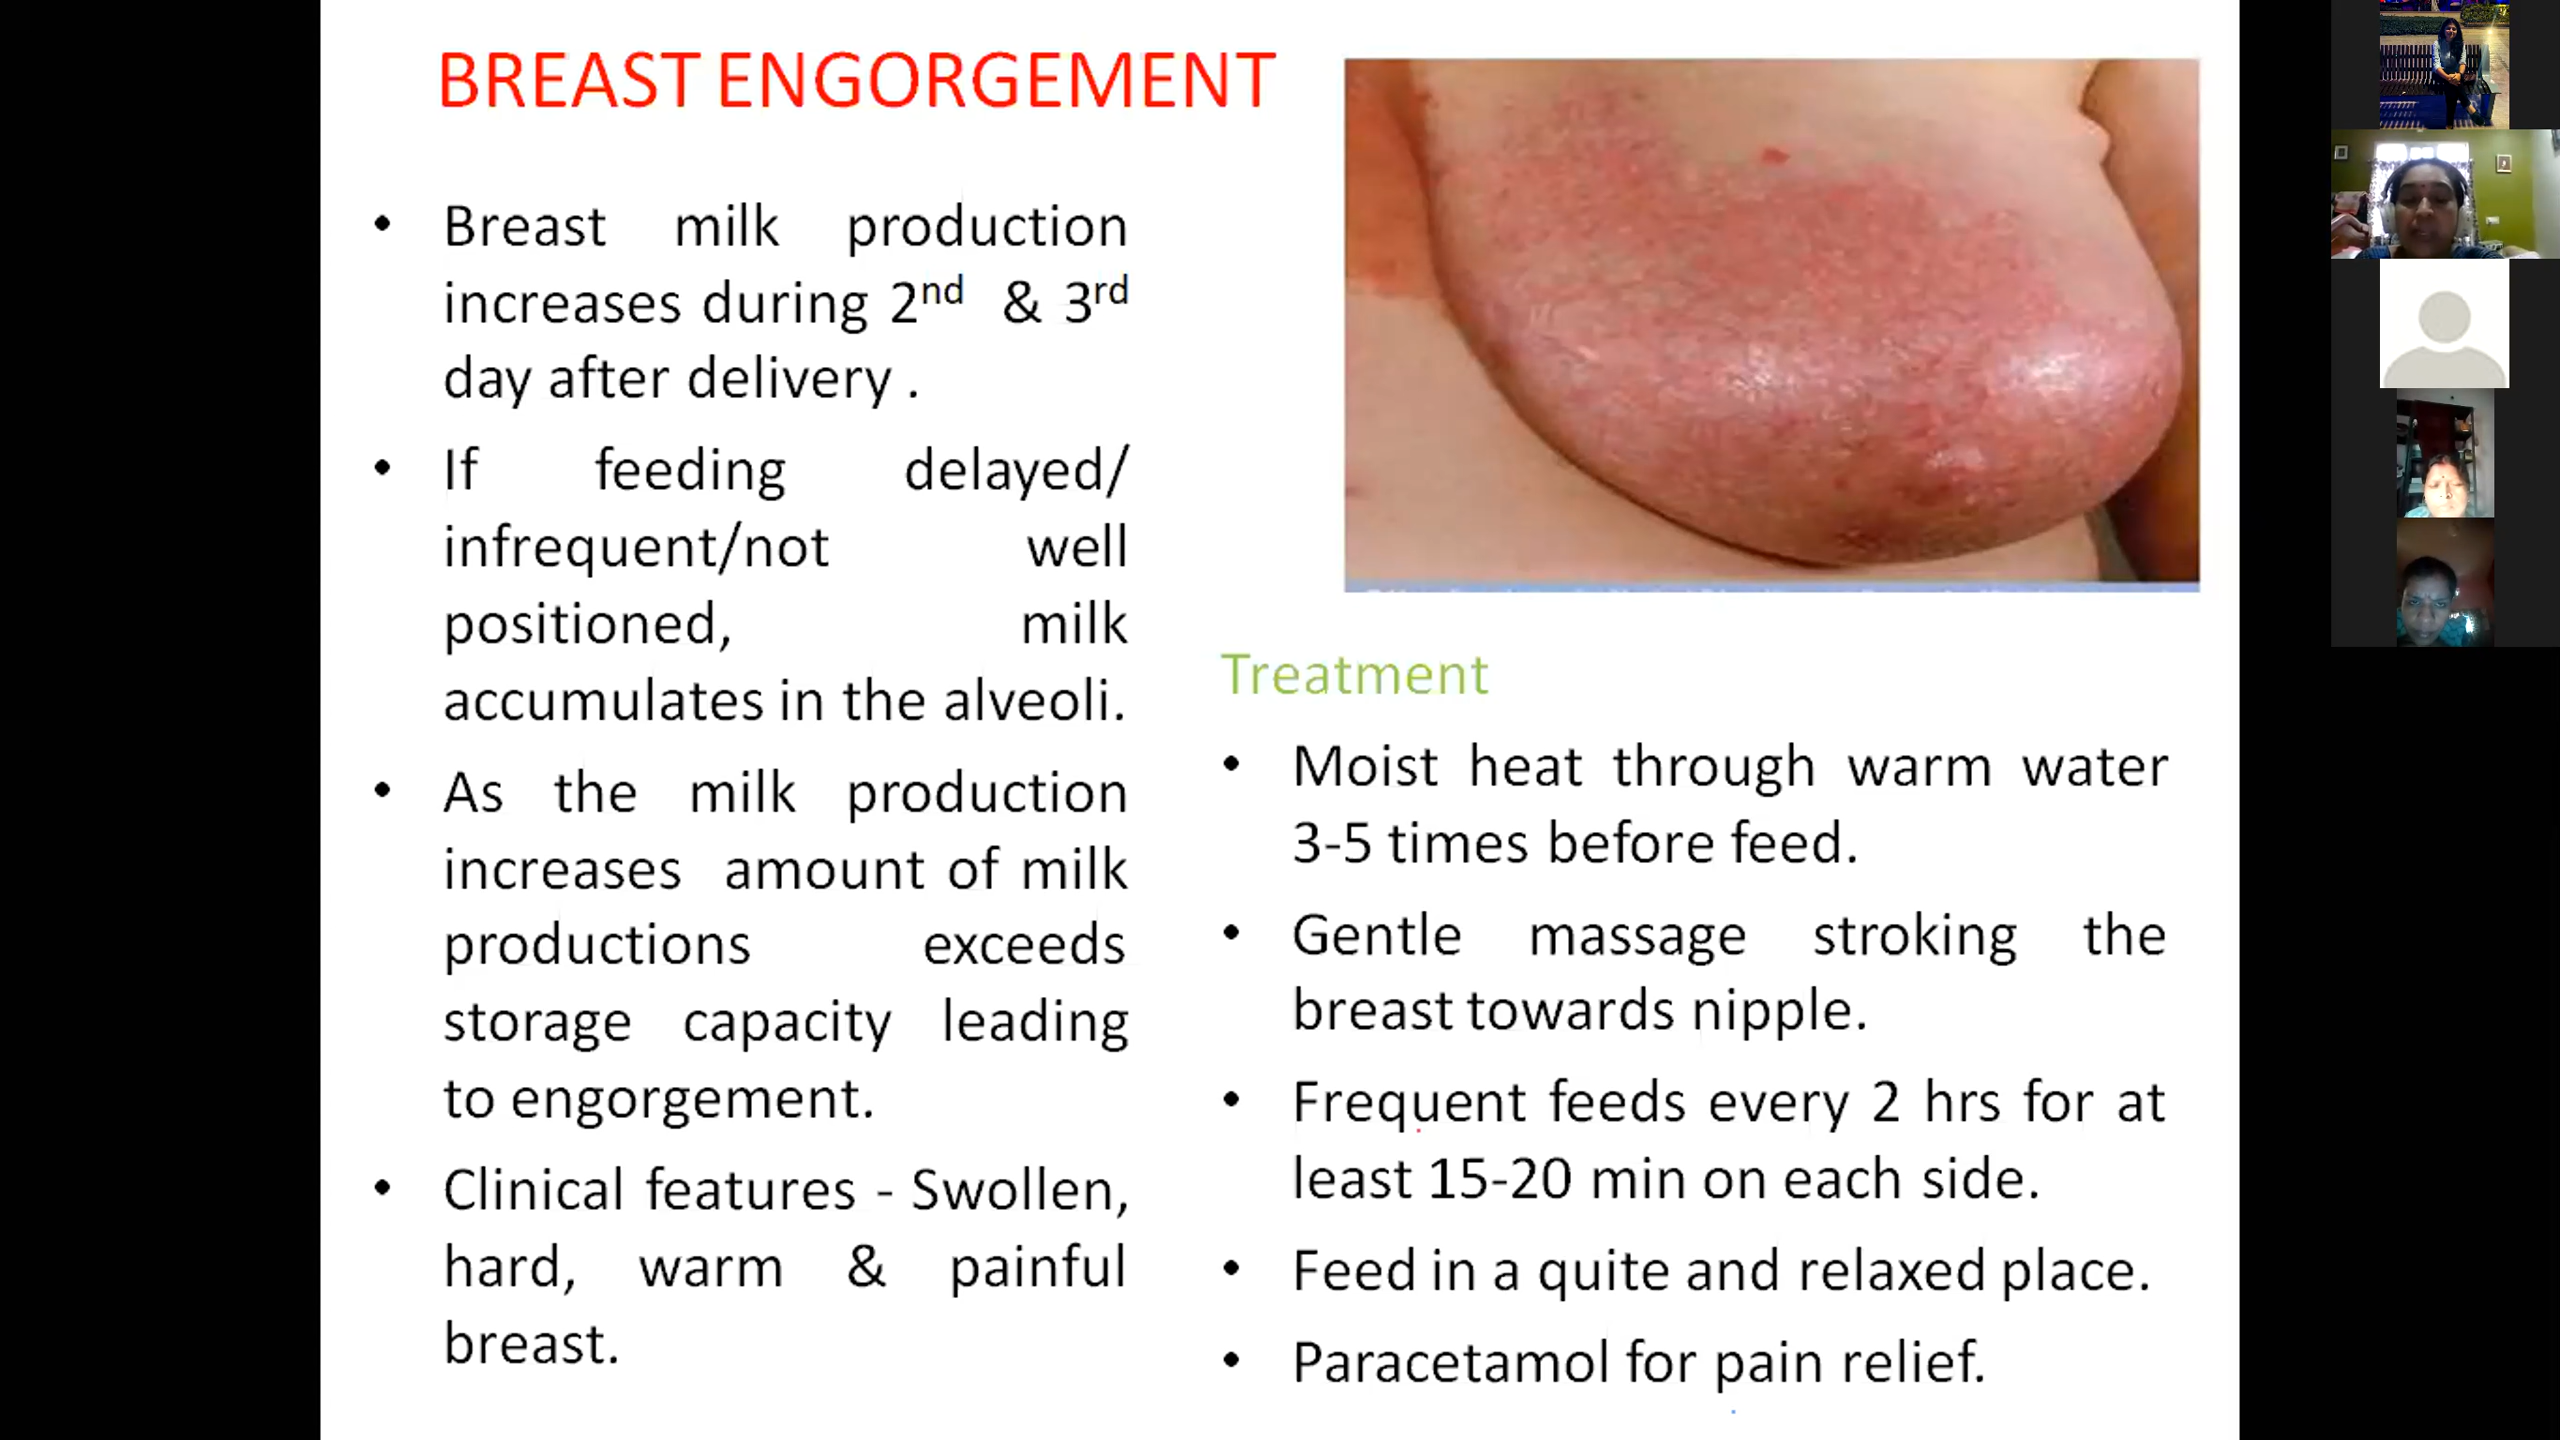 BREAST ENGORGEMENT
• Breast milk production
increases during 2nd & 3rd
day after delivery .
• If feeding delayed/
infrequent/not well
positioned, milk
accumulates in the alveoli.
• As the milk production
increases amount of milk
productions exceeds
storage capacity leading
to engorgement.
• Clinical features - Swollen,
hard, warm & painful
breast.
Treatment
• Moist heat through warm water
3-5 times before feed.
• Gentle massage stroking the
breast towards nipple.
• Frequent feeds every 2 hrs for at
least 15-20 min on each side.
• Feed in a quite and relaxed place.
• Paracetamol for pain relief.